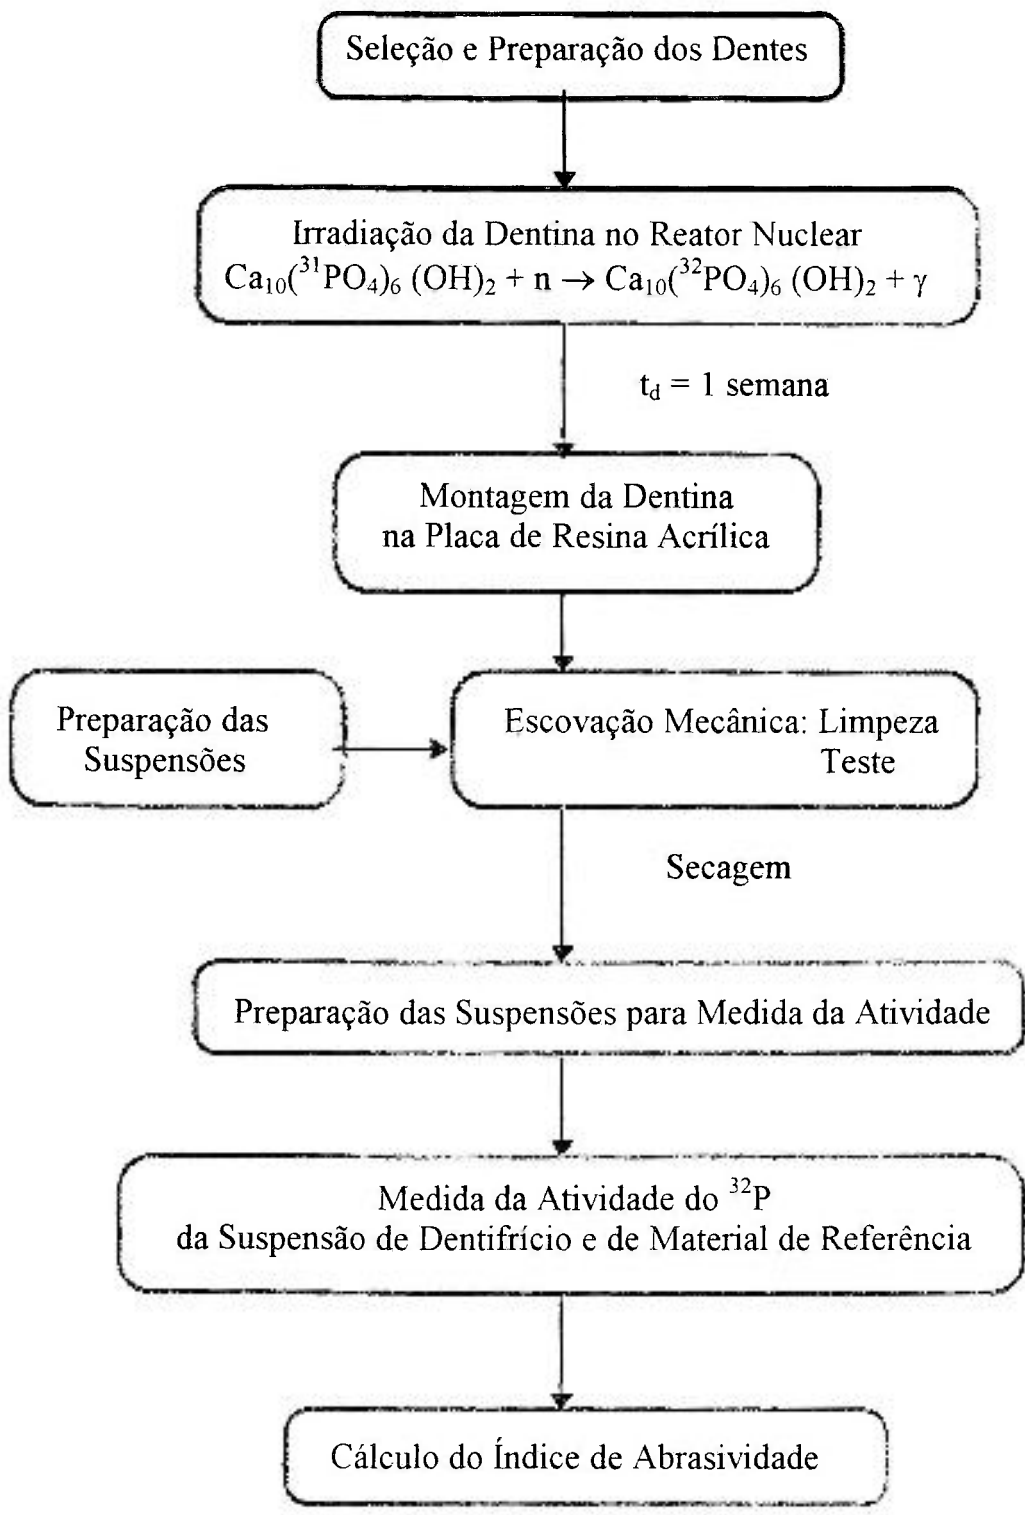 Seleção e Preparação dos Dentes
Irradiação da Dentina no Reator Nuclear
Ca₁₀(³¹PO₄)₆ (OH)₂ + n → Ca₁₀(³²PO₄)₆ (OH)₂ + γ
t_d = 1 semana
Montagem da Dentina
na Placa de Resina Acrílica
Preparação das
Suspensões
Escovação Mecânica: Limpeza
Teste
Secagem
Preparação das Suspensões para Medida da Atividade
Medida da Atividade do ³²P
da Suspensão de Dentifrício e de Material de Referência
Cálculo do Índice de Abrasividade